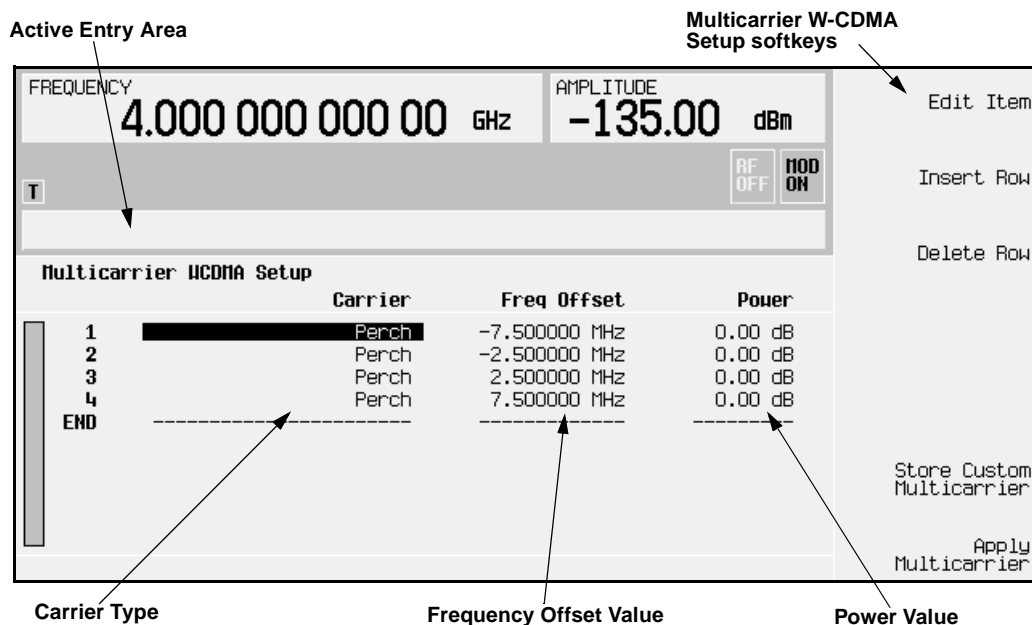 Active Entry Area
Multicarrier W-CDMA
Setup softkeys
FREQUENCY
4.000 000 000 00 GHz
AMPLITUDE
-135.00 dBm
RF
OFF
MOD
ON
T
Edit Item
Insert Row
Delete Row
Multicarrier WCDMA Setup
Carrier Freq Offset Power
1 Perch -7.500000 MHz 0.00 dB
2 Perch -2.500000 MHz 0.00 dB
3 Perch 2.500000 MHz 0.00 dB
4 Perch 7.500000 MHz 0.00 dB
END ----------------------- ------------- ---------
Store Custom
Multicarrier
Apply
Multicarrier
Carrier Type
Frequency Offset Value
Power Value